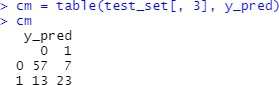 > cm = table(test_set[, 3], y_pred)
> cm
y_pred
0 1
0 57 7
1 13 23